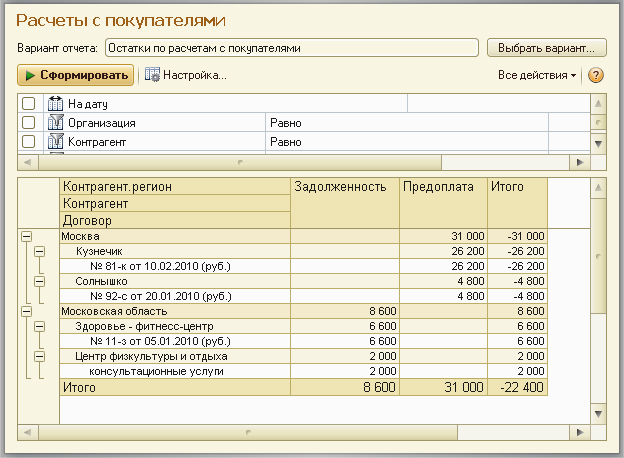 Расчеты с покупателями
Вариант отчета: Остатки по расчетам с покупателями Выбрать вариант...
Сформировать Настройка... Все действия ?
На дату
Организация Равно
Контрагент Равно
Контрагент.регион Задолженность Предоплата Итого
Контрагент
Договор
Москва 31 000 -31 000
Кузнечик 26 200 -26 200
№ 81-к от 10.02.2010 (руб.) 26 200 -26 200
Солнышко 4 800 -4 800
№ 92-с от 20.01.2010 (руб.) 4 800 -4 800
Московская область 8 600 8 600
Здоровье - фитнесс-центр 6 600 6 600
№ 11-з от 05.01.2010 (руб.) 6 600 6 600
Центр физкультуры и отдыха 2 000 2 000
консультационные услуги 2 000 2 000
Итого 8 600 31 000 -22 400